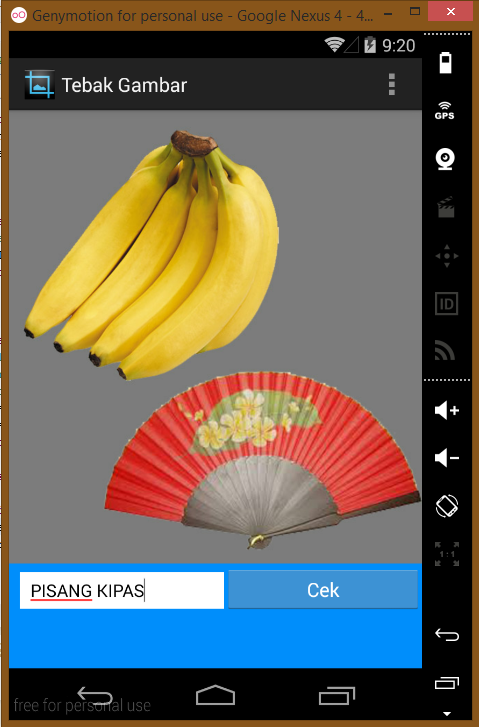 Genymotion for personal use - Google Nexus 4 - 4...
9:20
Tebak Gambar
GPS
ID
PISANG KIPAS
Cek
1:1
free for personal use